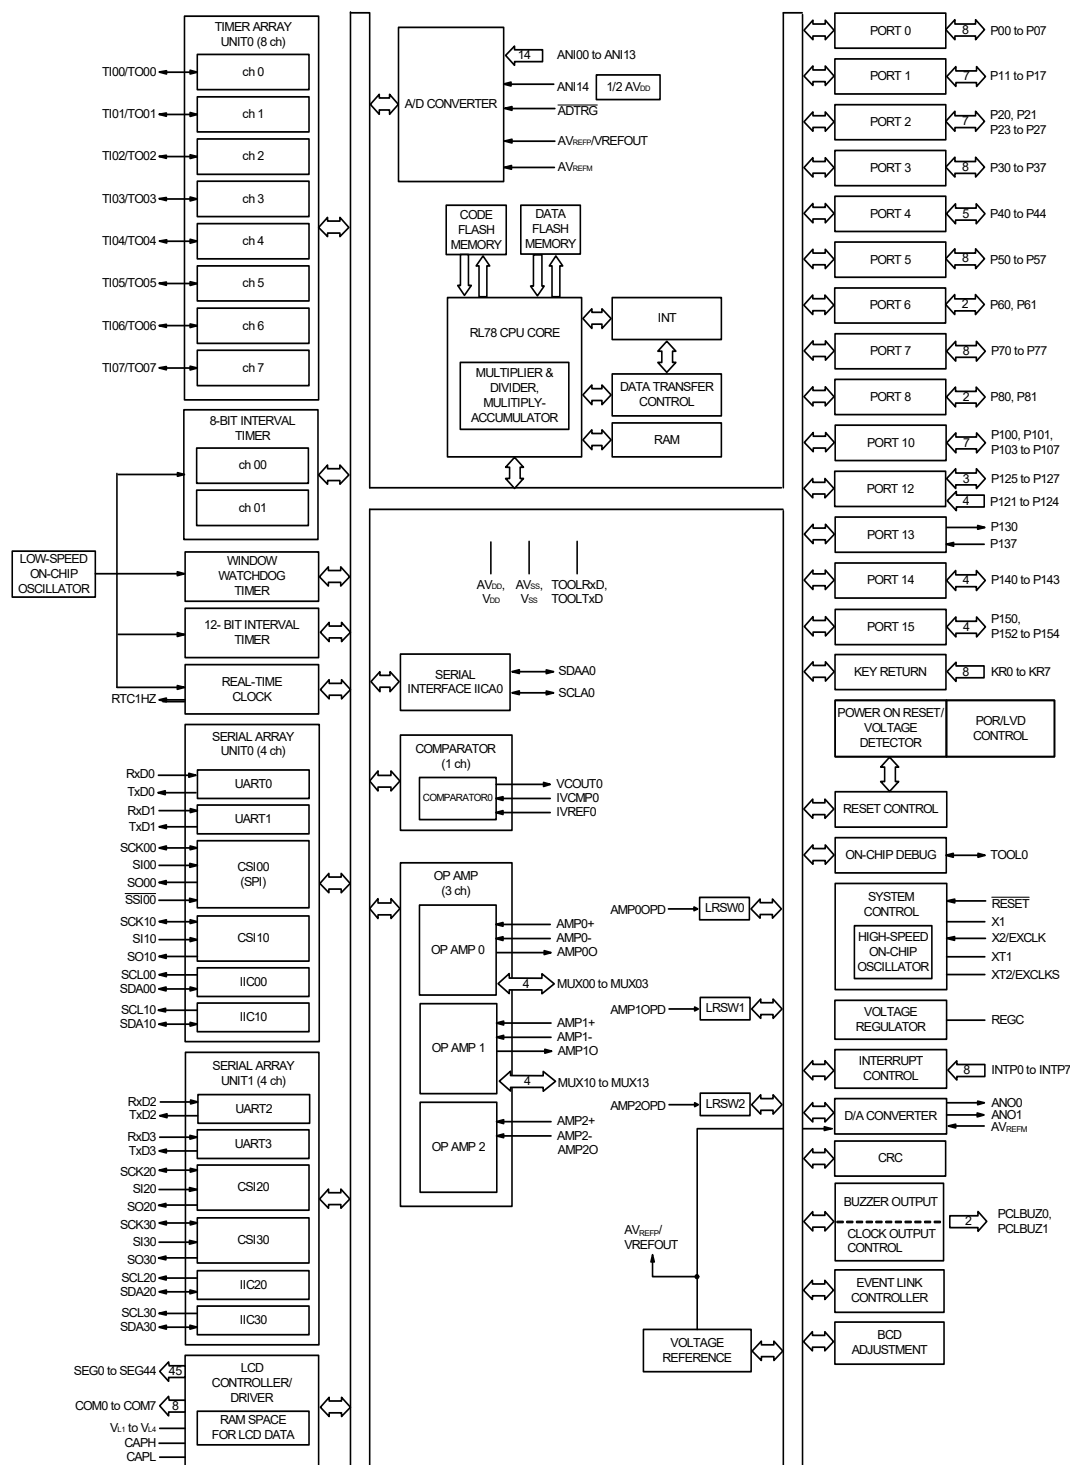 TIMER ARRAY
UNIT0 (8 ch)
TI00/TO00
ch 0
TI01/TO01
ch 1
TI02/TO02
ch 2
TI03/TO03
ch 3
TI04/TO04
ch 4
TI05/TO05
ch 5
TI06/TO06
ch 6
TI07/TO07
ch 7
8-BIT INTERVAL
TIMER
ch 00
ch 01
LOW-SPEED
ON-CHIP
OSCILLATOR
WINDOW
WATCHDOG
TIMER
12- BIT INTERVAL
TIMER
REAL-TIME
CLOCK
RTC1HZ
SERIAL ARRAY
UNIT0 (4 ch)
RxD0
TxD0
UART0
RxD1
TxD1
UART1
SCK00
SI00
SO00
SSI00
CSI00
(SPI)
SCK10
SI10
SO10
CSI10
SCL00
SDA00
IIC00
SCL10
SDA10
IIC10
SERIAL ARRAY
UNIT1 (4 ch)
RxD2
TxD2
UART2
RxD3
TxD3
UART3
SCK20
SI20
SO20
CSI20
SCK30
SI30
SO30
CSI30
SCL20
SDA20
IIC20
SCL30
SDA30
IIC30
SEG0 to SEG44
45
COM0 to COM7
8
VL1 to VL4
CAPH
CAPL
LCD
CONTROLLER/
DRIVER
RAM SPACE
FOR LCD DATA
A/D CONVERTER
14
ANI00 to ANI13
ANI14
1/2 AVDD
ADTRG
AVREFP/VREFOUT
AVREFM
CODE
FLASH
MEMORY
DATA
FLASH
MEMORY
RL78 CPU CORE
MULTIPLIER &
DIVIDER,
MULITIPLY-
ACCUMULATOR
INT
DATA TRANSFER
CONTROL
RAM
AVDD,
VDD
AVSS,
VSS
TOOLRxD,
TOOLTxD
SERIAL
INTERFACE IICA0
SDAA0
SCLA0
COMPARATOR
(1 ch)
COMPARATOR0
VCOUT0
IVCMP0
IVREF0
OP AMP
(3 ch)
OP AMP 0
AMP0+
AMP0-
AMP0O
4
MUX00 to MUX03
OP AMP 1
AMP1+
AMP1-
AMP1O
4
MUX10 to MUX13
OP AMP 2
AMP2+
AMP2-
AMP2O
AMP0OPD
LRSW0
AMP1OPD
LRSW1
AMP2OPD
LRSW2
AVREFP/
VREFOUT
VOLTAGE
REFERENCE
PORT 0
8
P00 to P07
PORT 1
7
P11 to P17
PORT 2
7
P20, P21
P23 to P27
PORT 3
8
P30 to P37
PORT 4
5
P40 to P44
PORT 5
8
P50 to P57
PORT 6
2
P60, P61
PORT 7
8
P70 to P77
PORT 8
2
P80, P81
PORT 10
7
P100, P101,
P103 to P107
PORT 12
3
P125 to P127
4
P121 to P124
PORT 13
P130
P137
PORT 14
4
P140 to P143
PORT 15
4
P150,
P152 to P154
KEY RETURN
8
KR0 to KR7
POWER ON RESET/
VOLTAGE
DETECTOR
POR/LVD
CONTROL
RESET CONTROL
ON-CHIP DEBUG
TOOL0
SYSTEM
CONTROL
HIGH-SPEED
ON-CHIP
OSCILLATOR
RESET
X1
X2/EXCLK
XT1
XT2/EXCLKS
VOLTAGE
REGULATOR
REGC
INTERRUPT
CONTROL
8
INTP0 to INTP7
D/A CONVERTER
ANO0
ANO1
AVREFM
CRC
BUZZER OUTPUT
CLOCK OUTPUT
CONTROL
2
PCLBUZ0,
PCLBUZ1
EVENT LINK
CONTROLLER
BCD
ADJUSTMENT